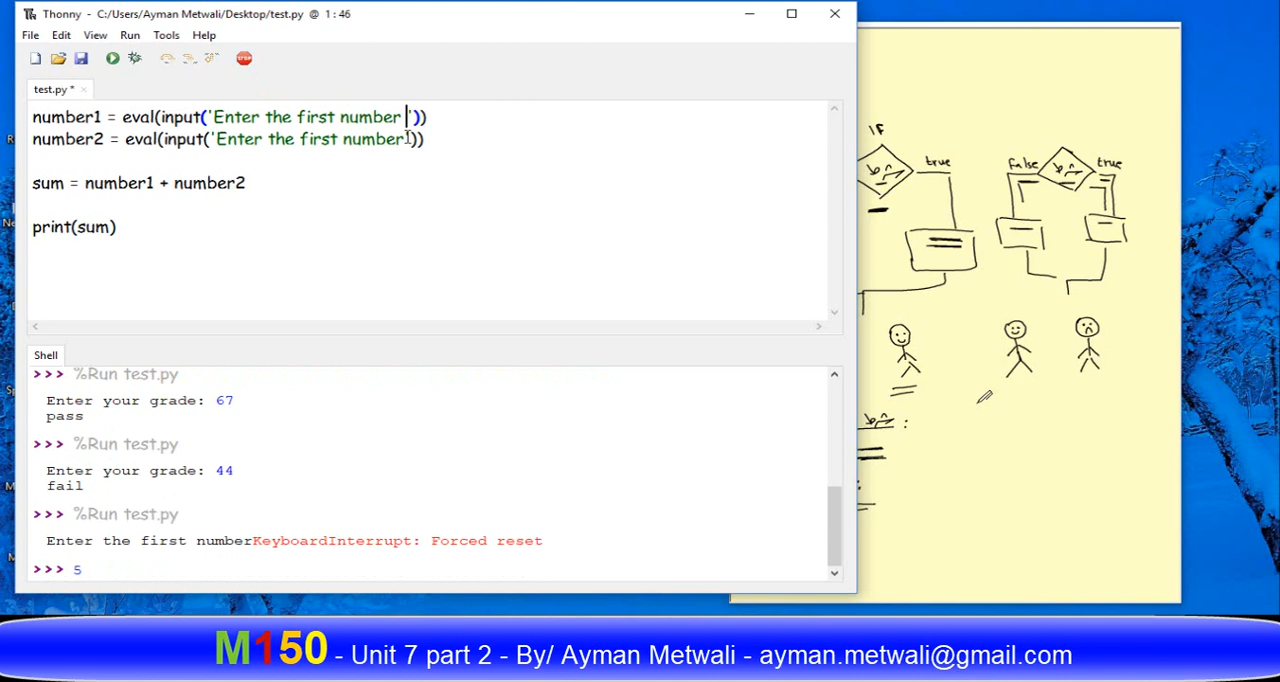 Thonny - C:/Users/Ayman Metwali/Desktop/test.py @ 1:46
File Edit View Run Tools Help
test.py *
number1 = eval(input('Enter the first number '))
number2 = eval(input('Enter the first number'))
sum = number1 + number2
print(sum)
Shell
>>> %Run test.py
Enter your grade: 67
pass
>>> %Run test.py
Enter your grade: 44
fail
>>> %Run test.py
Enter the first numberKeyboardInterrupt: Forced reset
>>> 5
IF
true
false
true
M150 - Unit 7 part 2 - By/ Ayman Metwali - ayman.metwali@gmail.com